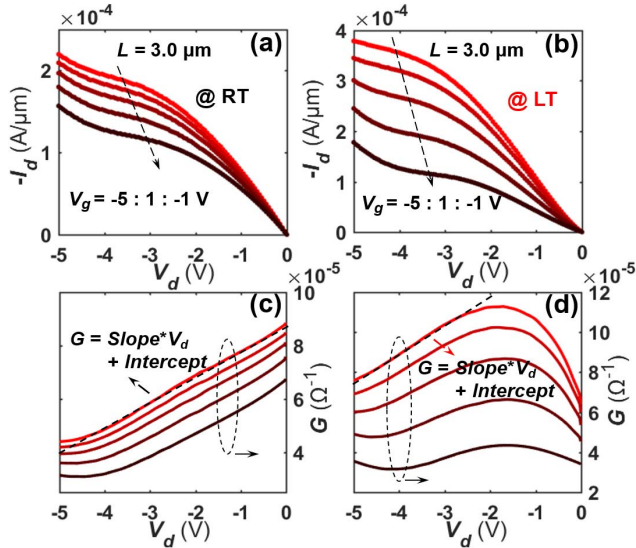 ×10⁻⁴
(a)
L = 3.0 µm
@ RT
V_g = -5 : 1 : -1 V
-I_d (A/µm)
2
1
0
-5 -4 -3 -2 -1 0
V_d (V)
×10⁻⁴
(b)
L = 3.0 µm
@ LT
V_g = -5 : 1 : -1 V
-I_d (A/µm)
4
3
2
1
0
-5 -4 -3 -2 -1 0
V_d (V)
×10⁻⁵
(c)
G = Slope*V_d
+ Intercept
G (Ω⁻¹)
10
8
6
4
2
-5 -4 -3 -2 -1 0
V_d (V)
×10⁻⁵
(d)
G = Slope*V_d
+ Intercept
G (Ω⁻¹)
12
10
8
6
4
2
-5 -4 -3 -2 -1 0
V_d (V)